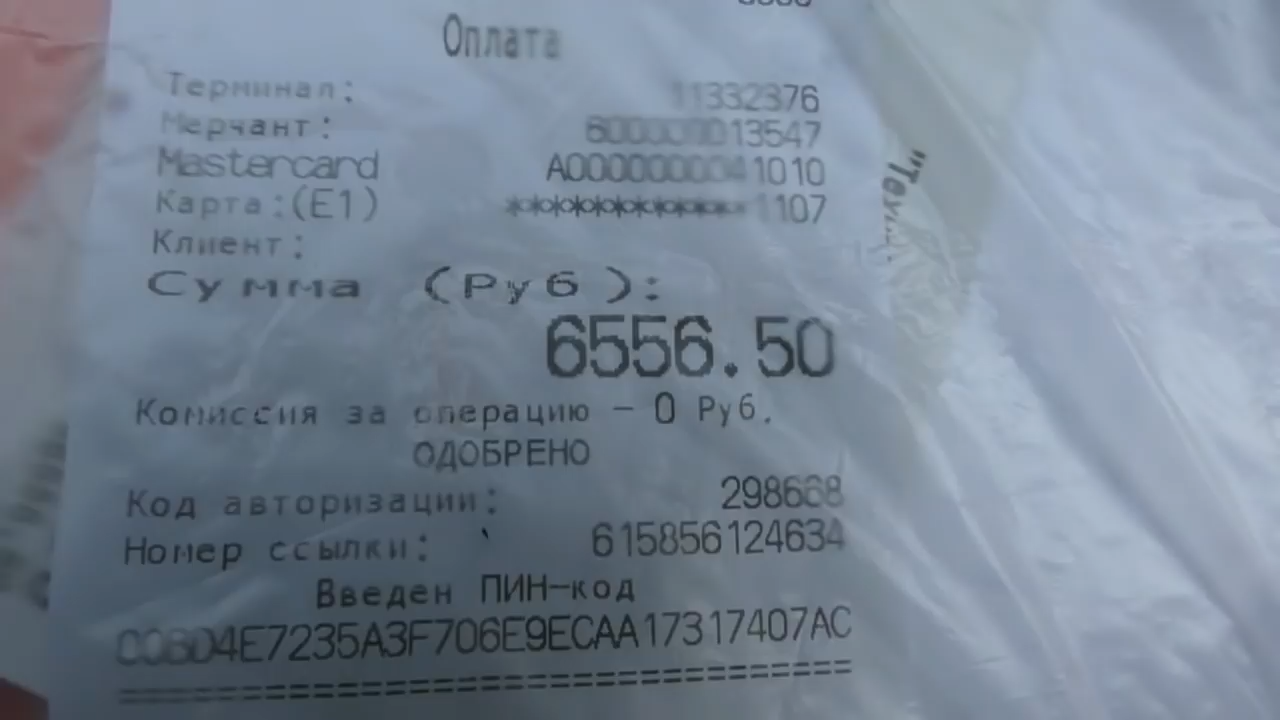 Оплата
Терминал: 11332376
Мерчант: 600000013547
Mastercard A0000000041010
Карта:(E1) ************1107
Клиент:
Сумма (Руб):
6556.50
Комиссия за операцию - 0 Руб.
ОДОБРЕНО
Код авторизации: 298668
Номер ссылки: 615856124634
Введен ПИН-код
00B04E7235A3F706E9ECAA17317407AC
================================